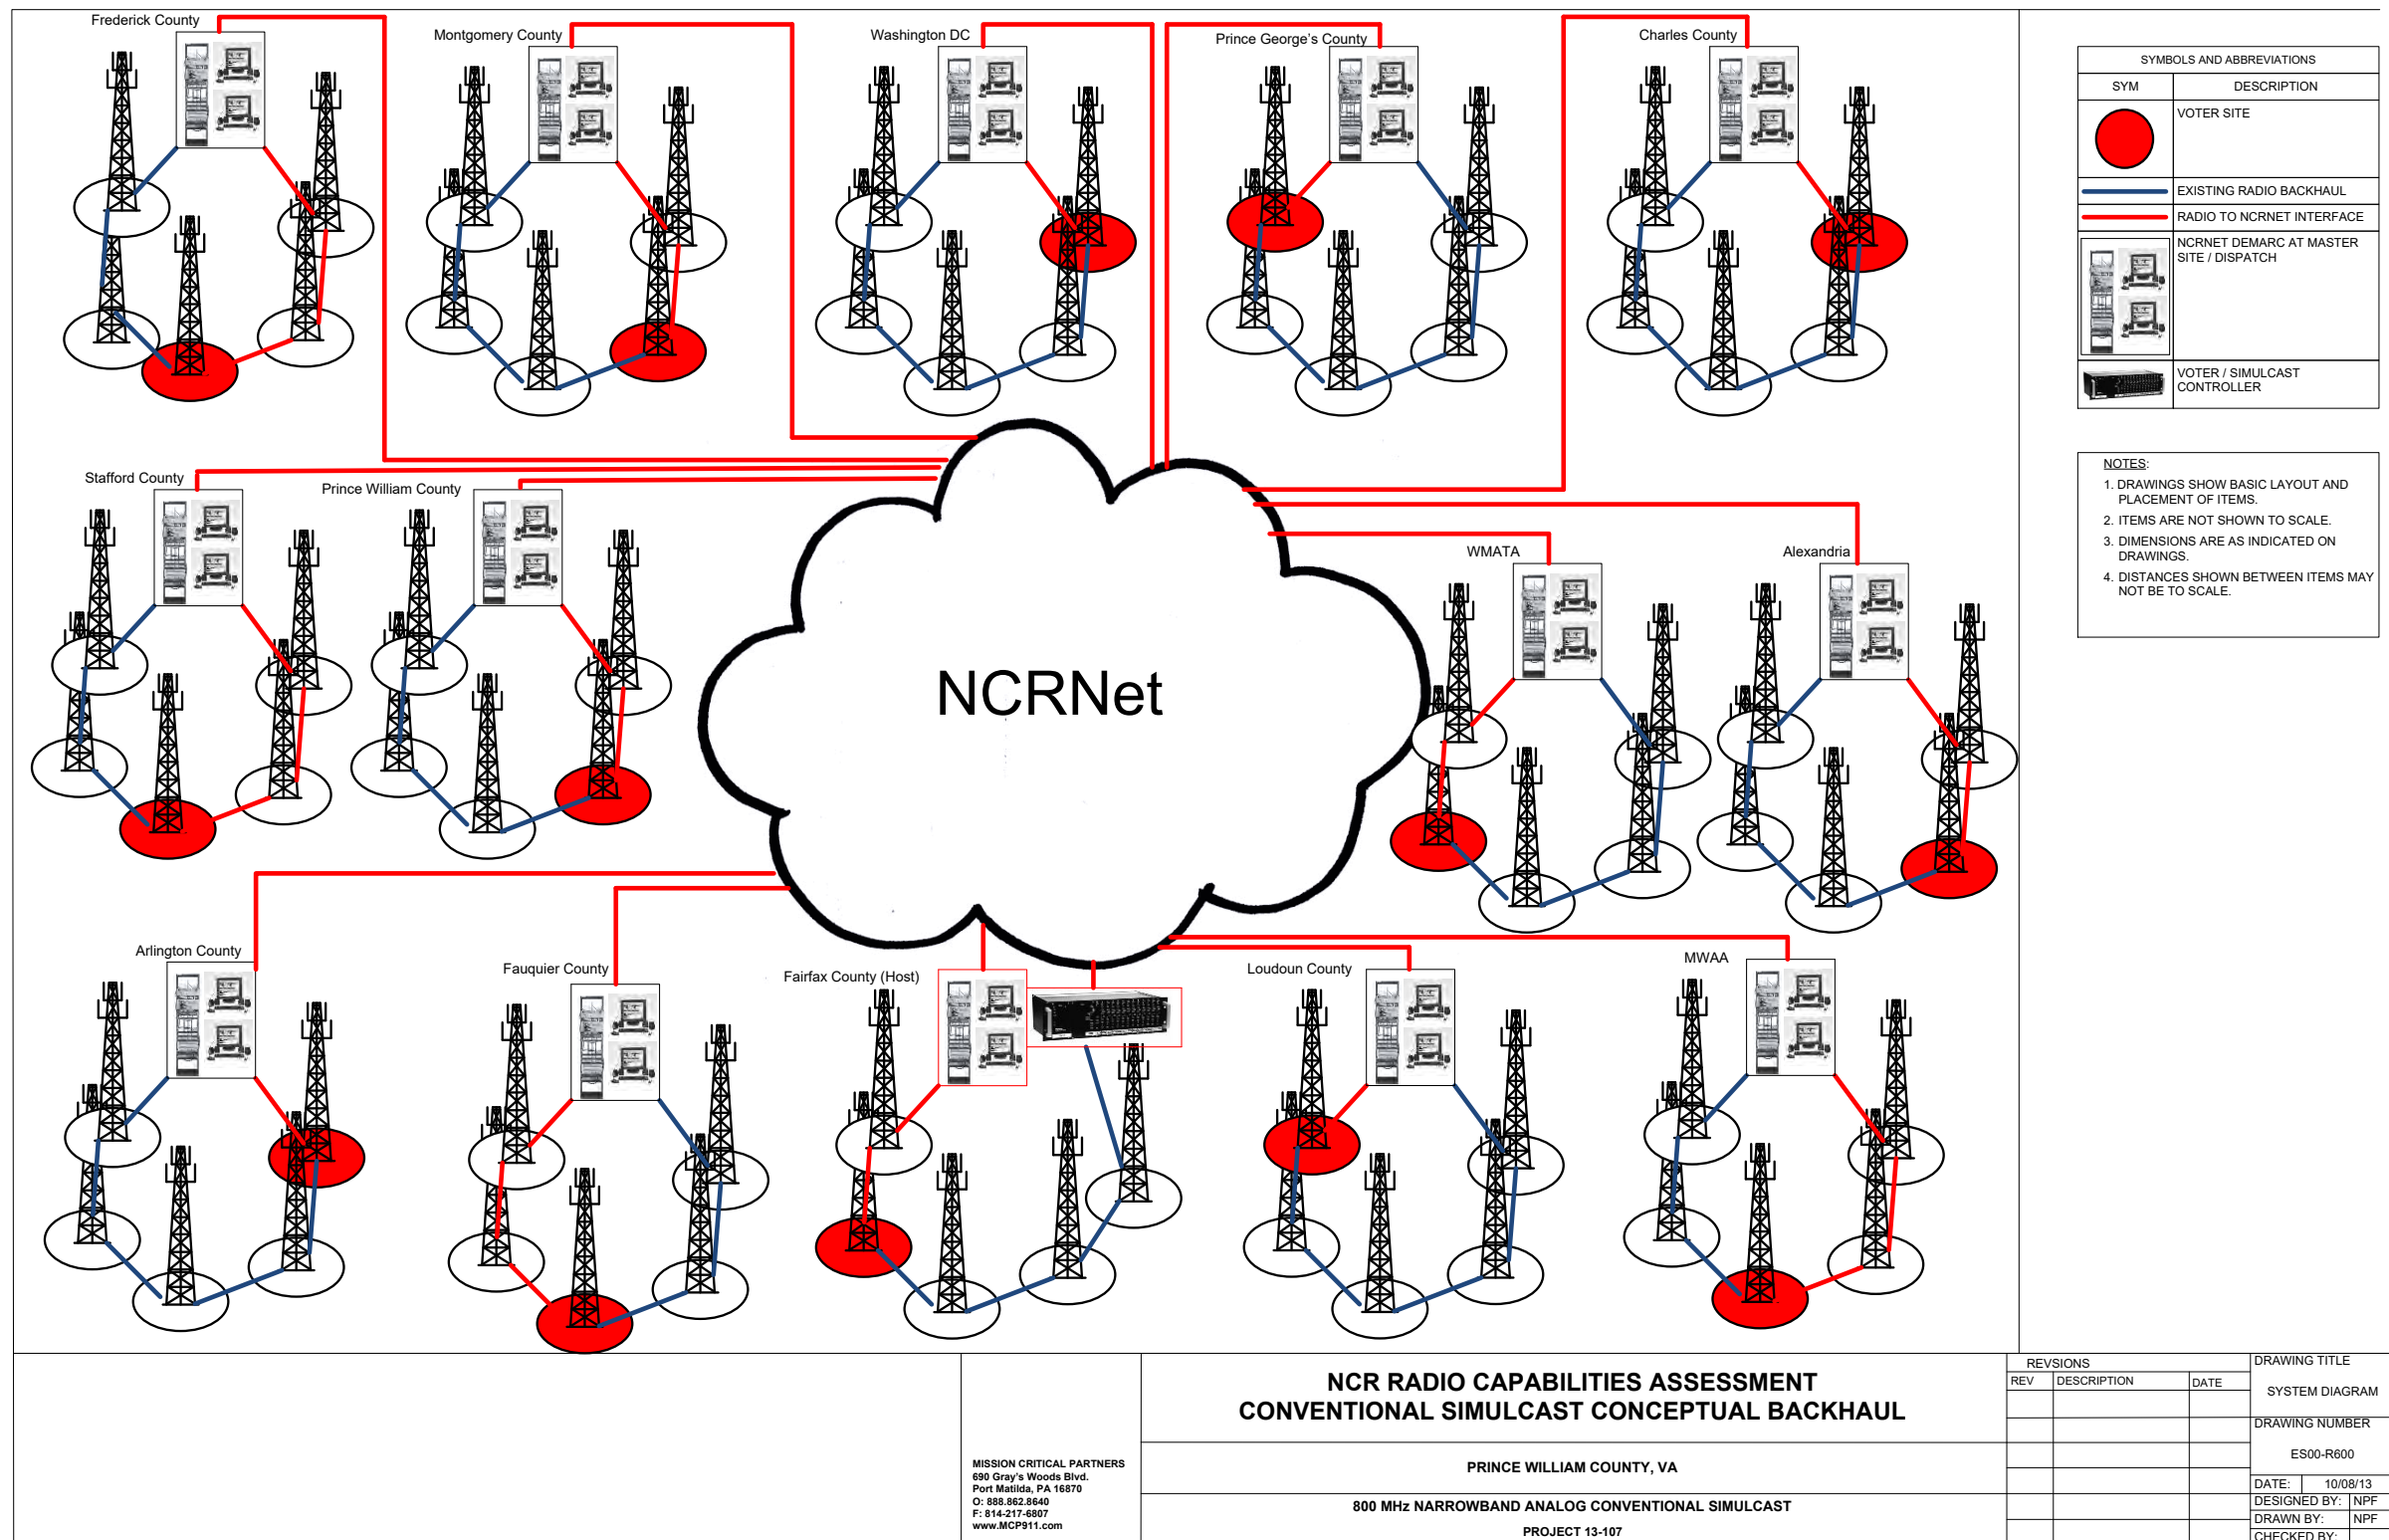 Frederick County
Montgomery County
Washington DC
Prince George's County
Charles County
Stafford County
Prince William County
NCRNet
WMATA
Alexandria
Arlington County
Fauquier County
Fairfax County (Host)
Loudoun County
MWAA
SYMBOLS AND ABBREVIATIONS
SYM DESCRIPTION
VOTER SITE
EXISTING RADIO BACKHAUL
RADIO TO NCRNET INTERFACE
NCRNET DEMARC AT MASTER
SITE / DISPATCH
VOTER / SIMULCAST
CONTROLLER
NOTES:
1. DRAWINGS SHOW BASIC LAYOUT AND
PLACEMENT OF ITEMS.
2. ITEMS ARE NOT SHOWN TO SCALE.
3. DIMENSIONS ARE AS INDICATED ON
DRAWINGS.
4. DISTANCES SHOWN BETWEEN ITEMS MAY
NOT BE TO SCALE.
MISSION CRITICAL PARTNERS
690 Gray's Woods Blvd.
Port Matilda, PA 16870
O: 888.862.8640
F: 814-217-6807
www.MCP911.com
NCR RADIO CAPABILITIES ASSESSMENT
CONVENTIONAL SIMULCAST CONCEPTUAL BACKHAUL
PRINCE WILLIAM COUNTY, VA
800 MHz NARROWBAND ANALOG CONVENTIONAL SIMULCAST
PROJECT 13-107
REVSIONS
REV DESCRIPTION DATE
DRAWING TITLE
SYSTEM DIAGRAM
DRAWING NUMBER
ES00-R600
DATE: 10/08/13
DESIGNED BY: NPF
DRAWN BY: NPF
CHECKED BY: